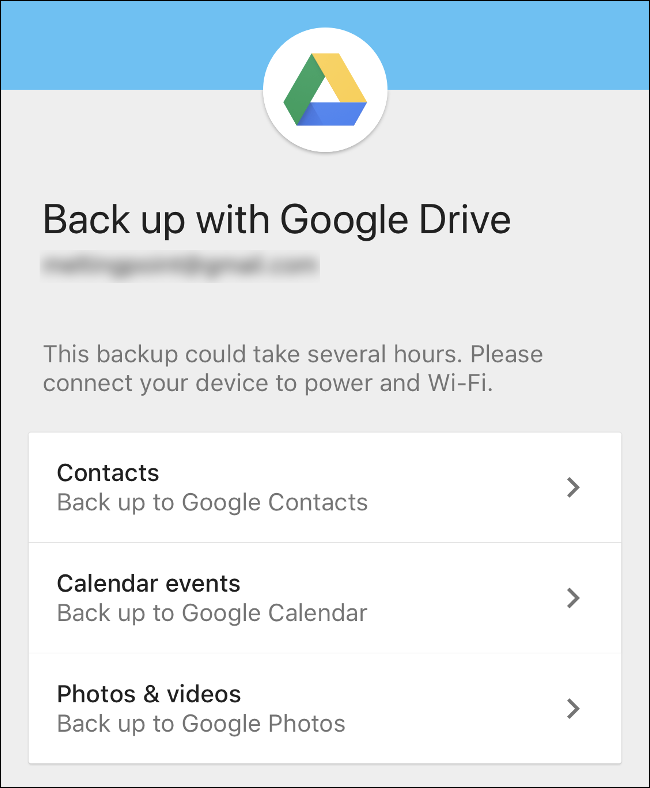 Back up with Google Drive
This backup could take several hours. Please
connect your device to power and Wi-Fi.
Contacts
Back up to Google Contacts
Calendar events
Back up to Google Calendar
Photos & videos
Back up to Google Photos